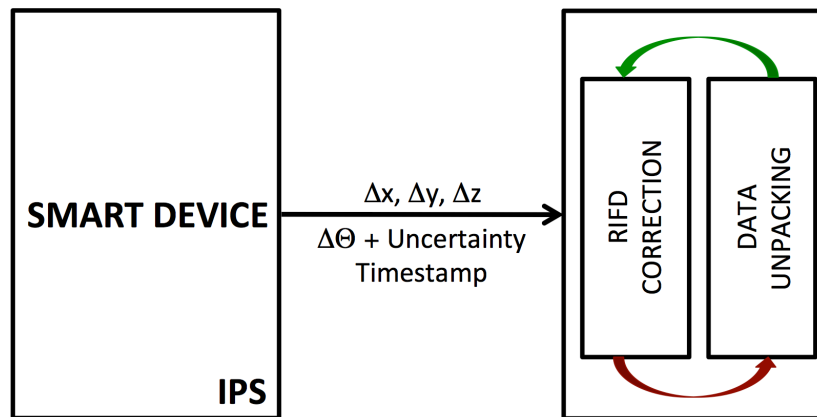 SMART DEVICE
IPS
Δx, Δy, Δz
ΔΘ + Uncertainty
Timestamp
RIFD
CORRECTION
DATA
UNPACKING